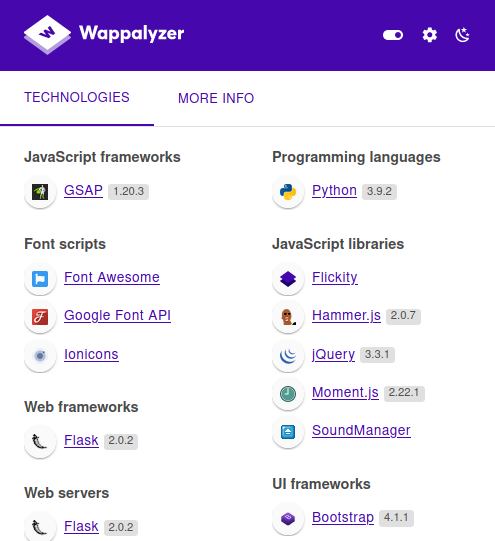 Wappalyzer
TECHNOLOGIES
MORE INFO
JavaScript frameworks
GSAP 1.20.3
Font scripts
Font Awesome
Google Font API
Ionicons
Web frameworks
Flask 2.0.2
Web servers
Flask 2.0.2
Programming languages
Python 3.9.2
JavaScript libraries
Flickity
Hammer.js 2.0.7
jQuery 3.3.1
Moment.js 2.22.1
SoundManager
UI frameworks
Bootstrap 4.1.1